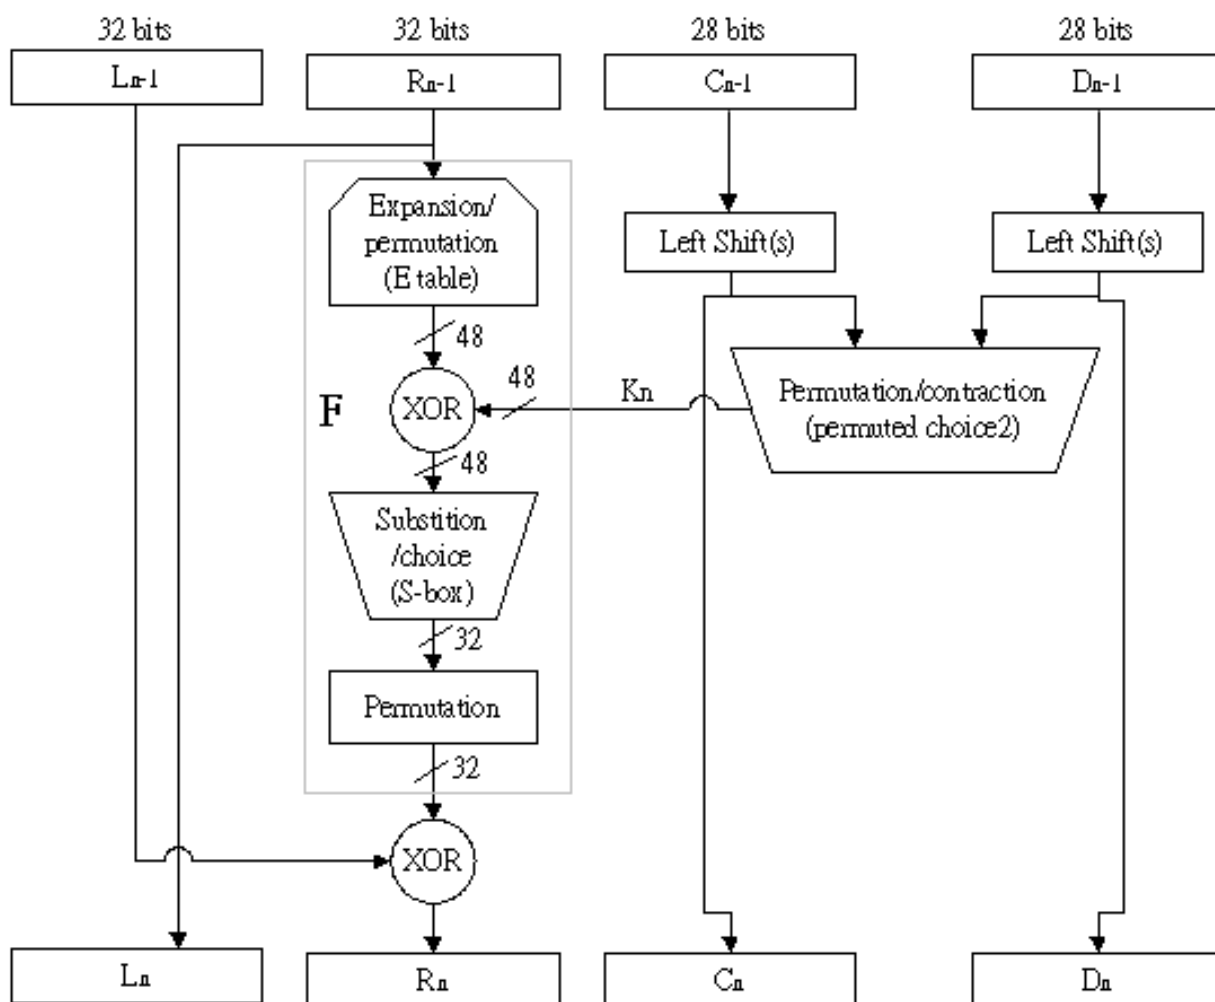 32 bits
32 bits
28 bits
28 bits
Ln-1
Rn-1
Cn-1
Dn-1
Expansion/
permutation
(E table)
Left Shift(s)
Left Shift(s)
48
F
XOR
48
Kn
Permutation/contraction
(permuted choice2)
48
Substition
/choice
(S-box)
32
Permutation
32
XOR
Ln
Rn
Cn
Dn